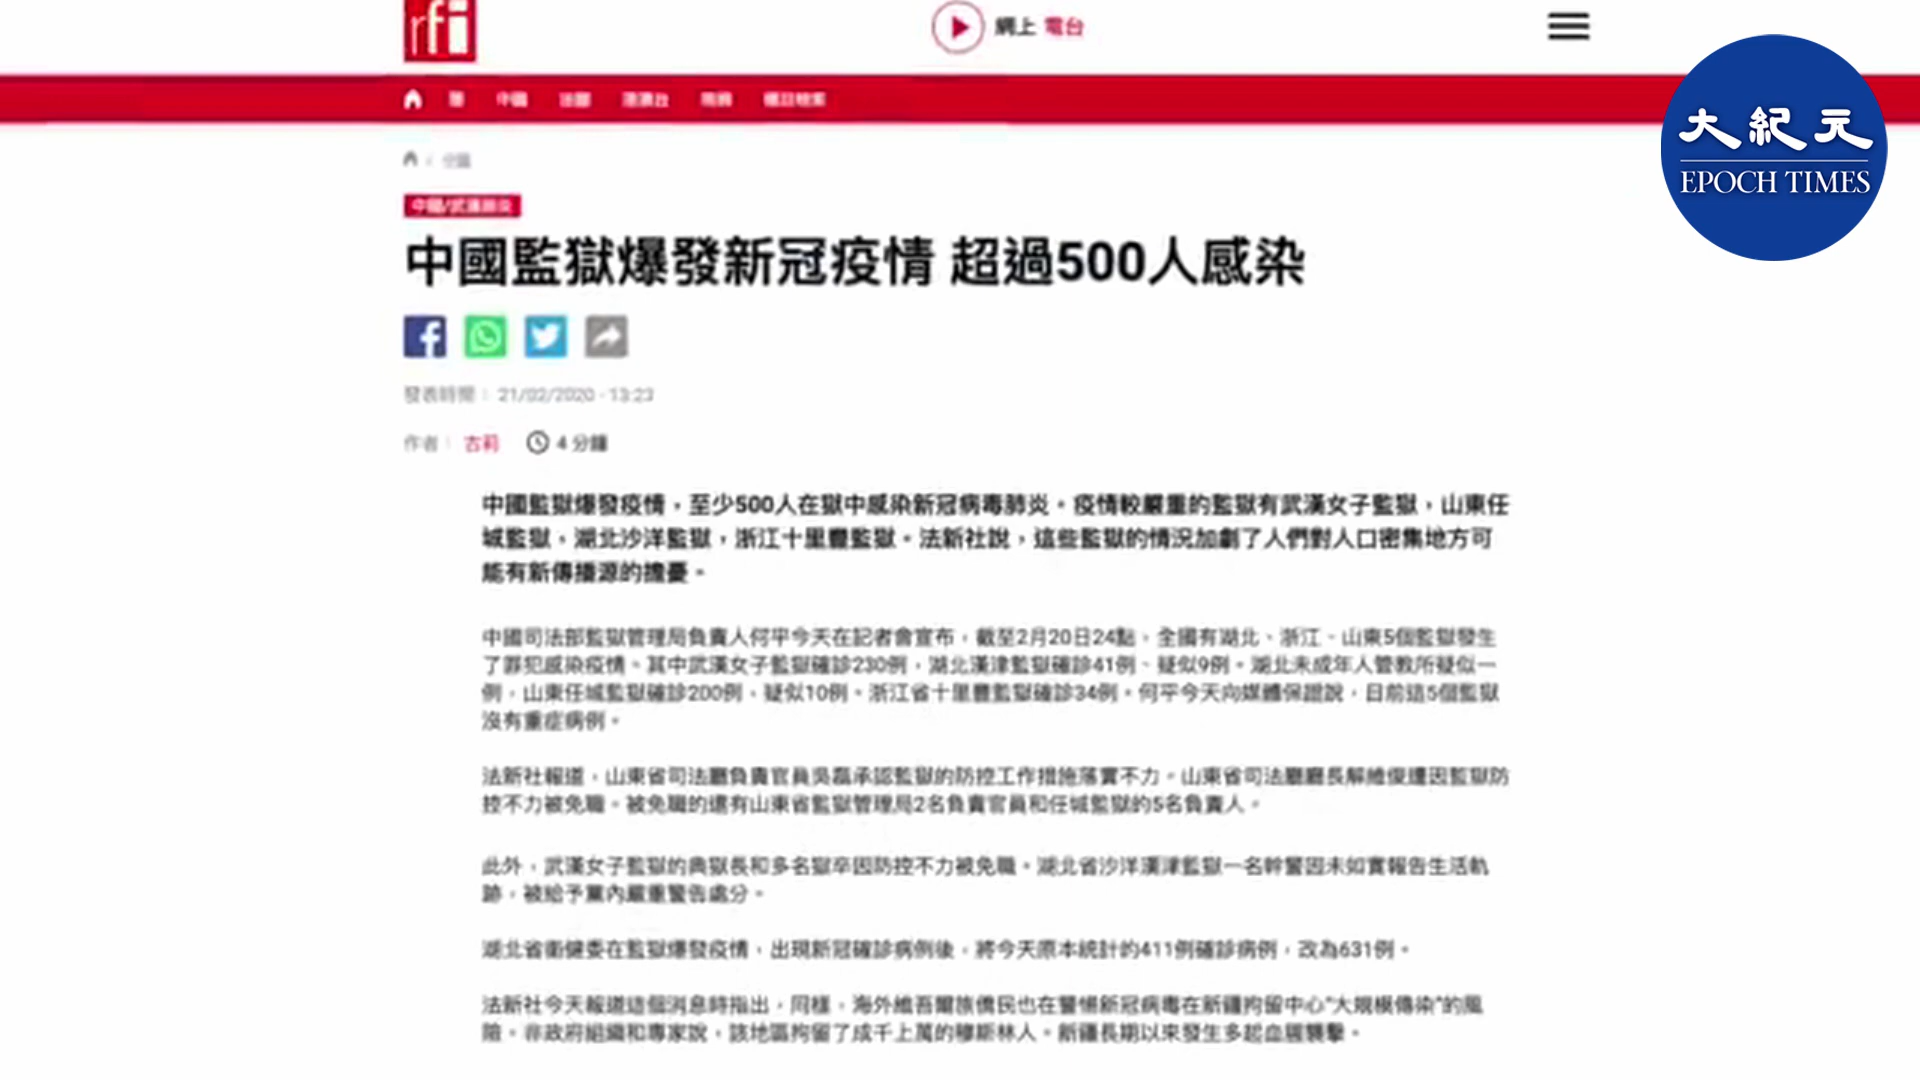 rfi
網上 電台
大紀元
EPOCH TIMES
中國 法國 港澳台
中國/武漢肺炎
中國監獄爆發新冠疫情 超過500人感染
發表時間： 21/02/2020 - 13:23
作者： 古莉 4 分鐘
中國監獄爆發疫情，至少500人在獄中感染新冠病毒肺炎。疫情較嚴重的監獄有武漢女子監獄，山東任
城監獄，湖北沙洋監獄，浙江十里豐監獄。法新社說，這些監獄的情況加劇了人們對人口密集地方可
能有新傳播源的擔憂。
中國司法部監獄管理局負責人何平今天在記者會宣布，截至2月20日24點，全國有湖北、浙江、山東5個監獄發生
了罪犯感染疫情。其中武漢女子監獄確診230例，湖北漢津監獄確診41例、疑似9例。湖北未成年人管教所疑似一
例，山東任城監獄確診200例、疑似10例。浙江省十里豐監獄確診34例。何平今天向媒體保證說，目前這5個監獄
沒有重症病例。
法新社報道，山東省司法廳負責官員吳磊承認監獄的防控工作措施落實不力。山東省司法廳廳長解維俊遭因監獄防
控不力被免職。被免職的還有山東省監獄管理局2名負責官員和任城監獄的5名負責人。
此外，武漢女子監獄的典獄長和多名獄卒因防控不力被免職。湖北省沙洋漢津監獄一名幹警因未如實報告生活軌
跡，被給予黨內嚴重警告處分。
湖北省衛健委在監獄爆發疫情，出現新冠確診病例後，將今天原本統計的411例確診病例，改為631例。
法新社今天報道這個消息時指出，同樣，海外維吾爾族僑民也在警惕新冠病毒在新疆拘留中心"大規模傳染"的風
險。非政府組織和專家說，該地區拘留了成千上萬的穆斯林人。新疆長期以來發生多起血腥襲擊。